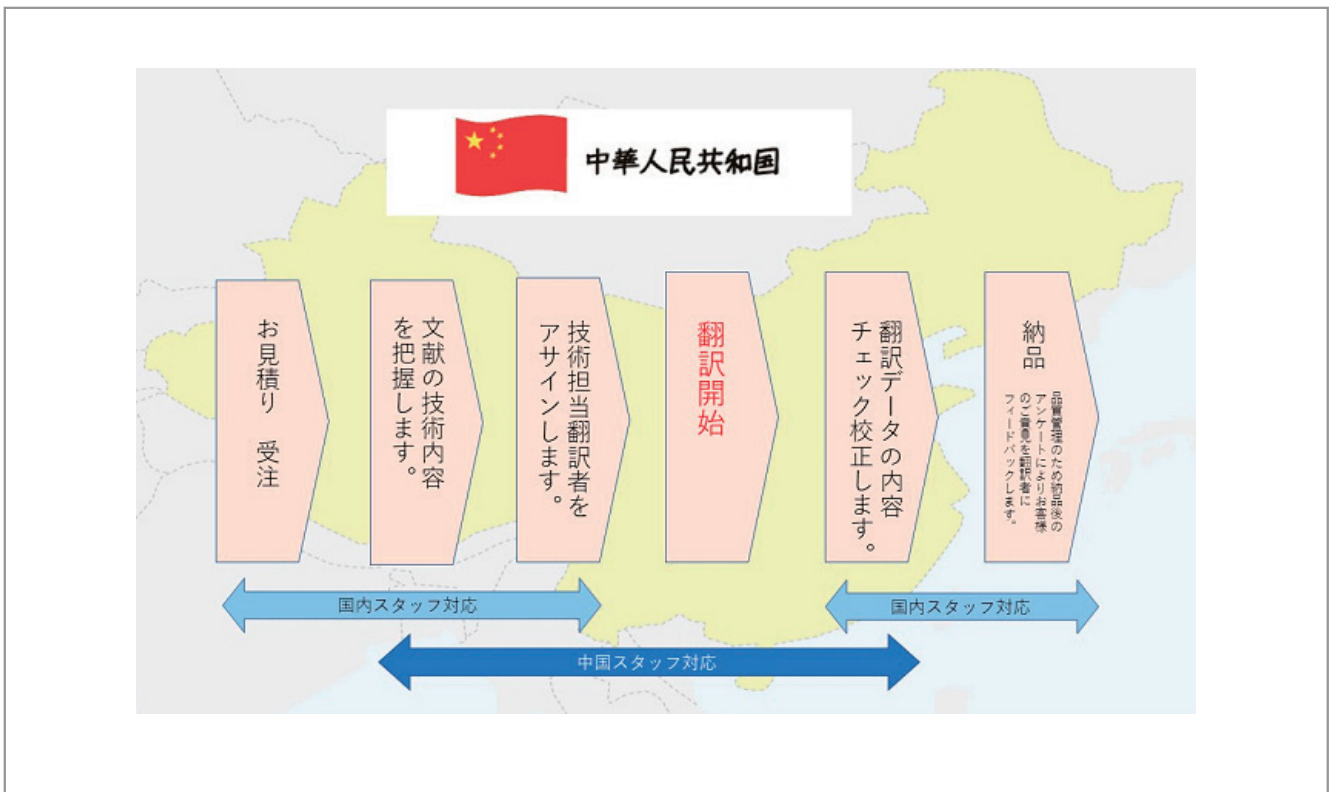 中華人民共和国
お見積り　受注
文献の技術内容
を把握します。
技術担当翻訳者を
アサインします。
翻訳開始
翻訳データの内容
チェック校正します。
納品
品質管理のため納品後の
アンケートによりお客様
のご意見を翻訳者に
フィードバックします。
国内スタッフ対応
国内スタッフ対応
中国スタッフ対応